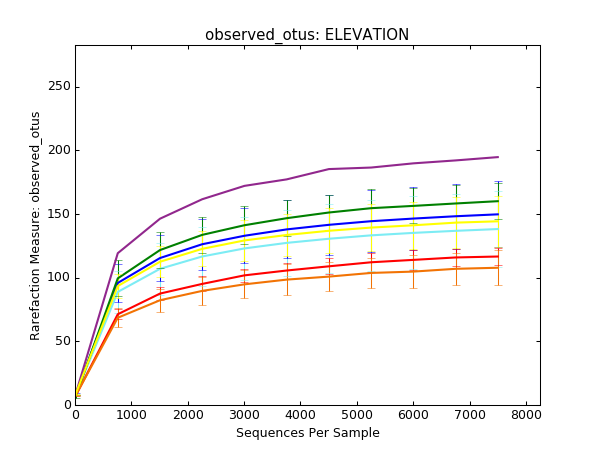 observed_otus: ELEVATION
Rarefaction Measure: observed_otus
250
200
150
100
50
0
0 1000 2000 3000 4000 5000 6000 7000 8000
Sequences Per Sample